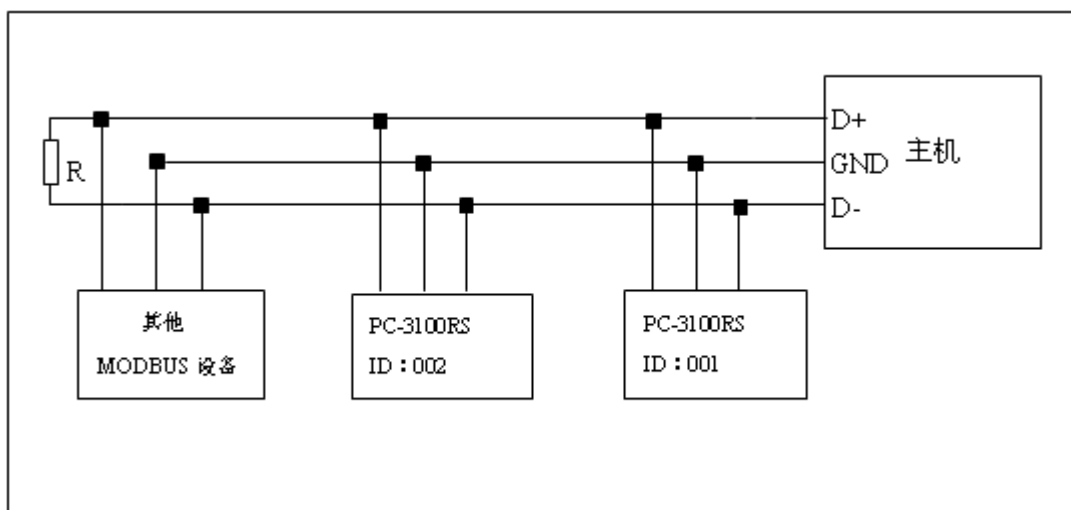 D+
GND
D-
主机
R
其他
MODBUS 设备
PC-3100RS
ID：002
PC-3100RS
ID：001